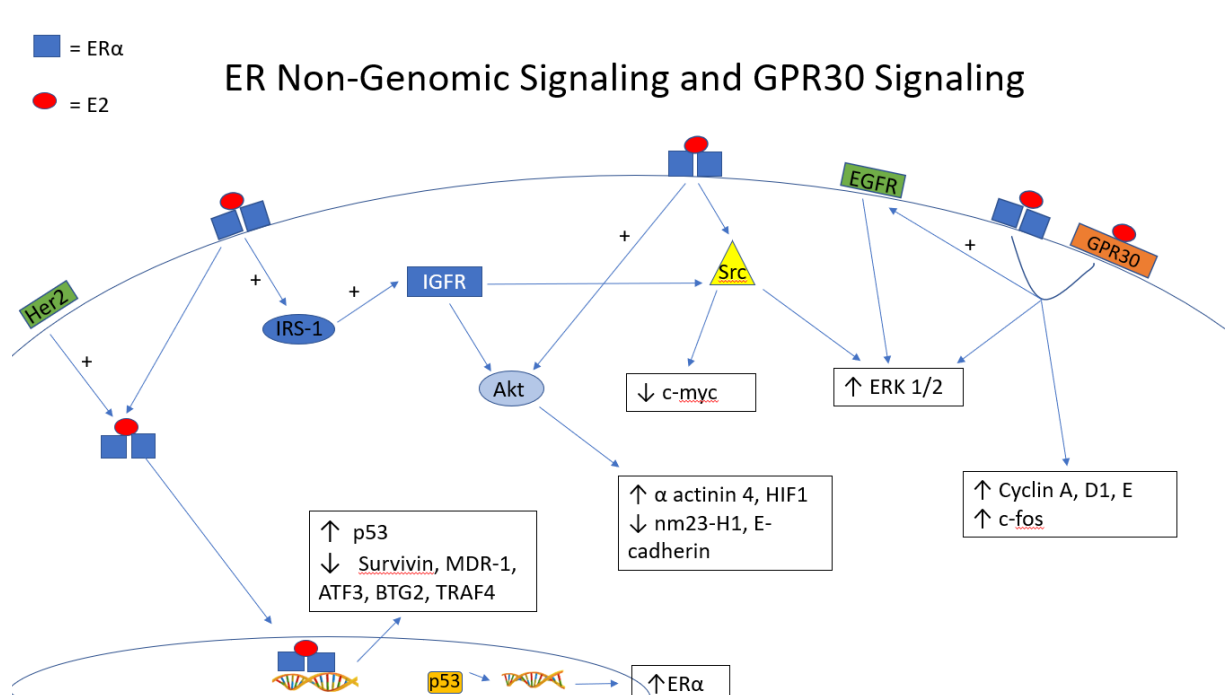 = ERα
ER Non-Genomic Signaling and GPR30 Signaling
= E2
EGFR
GPR30
+
+
Src
+
+
IGFR
Her2
IRS-1
+
Akt
↓ c-myc
↑ ERK 1/2
↑ Cyclin A, D1, E
↑ c-fos
↑ α actinin 4, HIF1
↓ nm23-H1, E-
cadherin
↑ p53
↓ Survivin, MDR-1,
ATF3, BTG2, TRAF4
p53
↑ERα